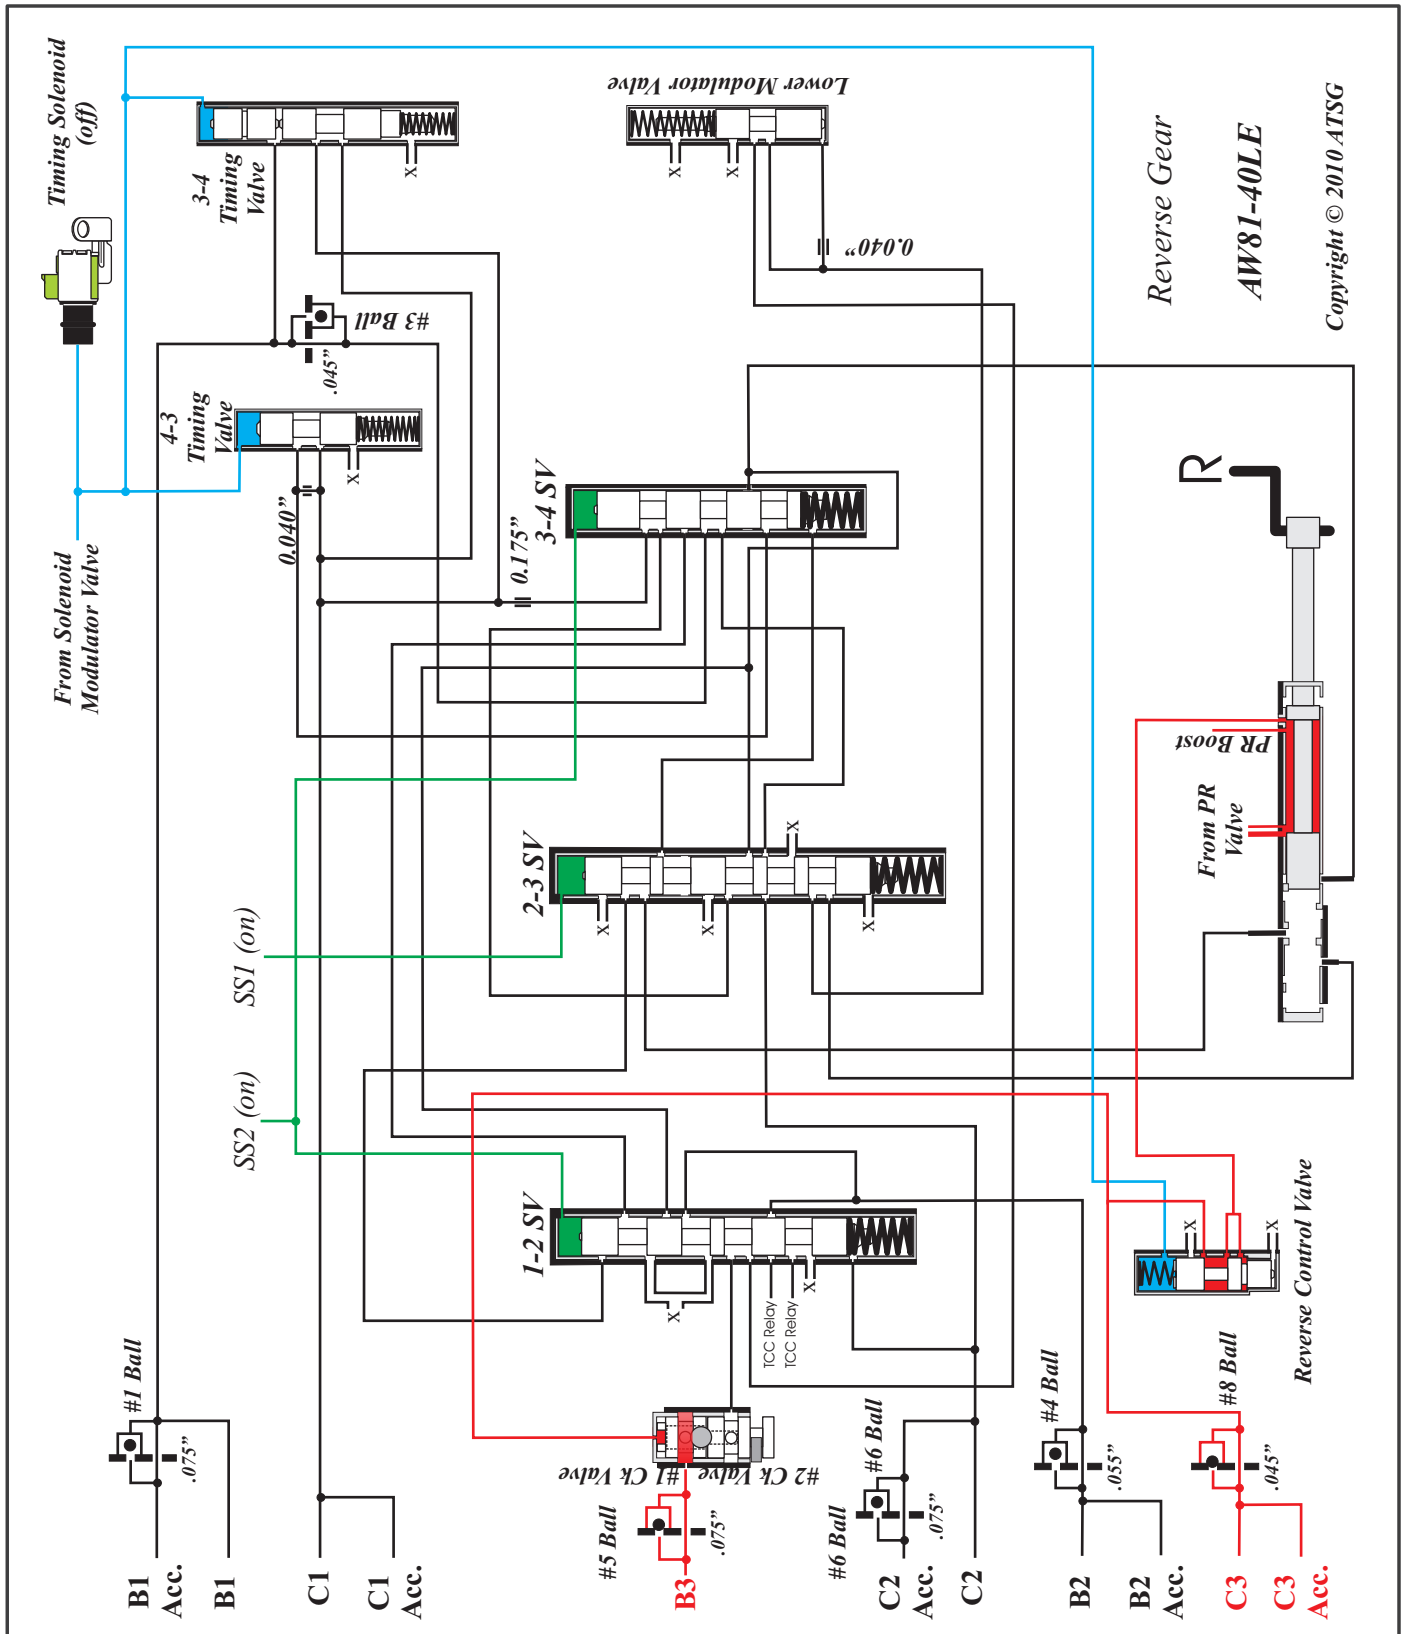 Timing Solenoid
(off)
3-4
Timing
Valve
x
Lower Modulator Valve
x
x
0.040”
#3 Ball
.045”
4-3
Timing
Valve
x
0.040”
From Solenoid
Modulator Valve
0.175”
3-4 SV
Reverse Gear
AW81-40LE
Copyright © 2010 ATSG
R
PR Boost
From PR
Valve
2-3 SV
x
x
x
x
SS1 (on)
SS2 (on)
1-2 SV
x
TCC Relay
TCC Relay
x
x
x
Reverse Control Valve
#1 Ball
.075”
#1 Ck Valve
#2 Ck Valve
#5 Ball
.075”
#6 Ball
#6 Ball
.075”
#4 Ball
.055”
#8 Ball
.045”
B1
Acc.
B1
C1
C1
Acc.
B3
C2
Acc.
C2
B2
B2
Acc.
C3
C3
Acc.